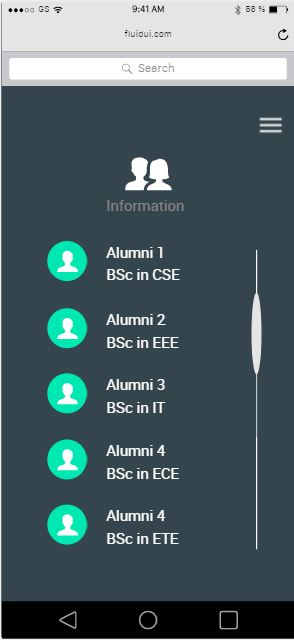 GS 9:41 AM 58 %
fluidui.com
Search
Information
Alumni 1
BSc in CSE
Alumni 2
BSc in EEE
Alumni 3
BSc in IT
Alumni 4
BSc in ECE
Alumni 4
BSc in ETE